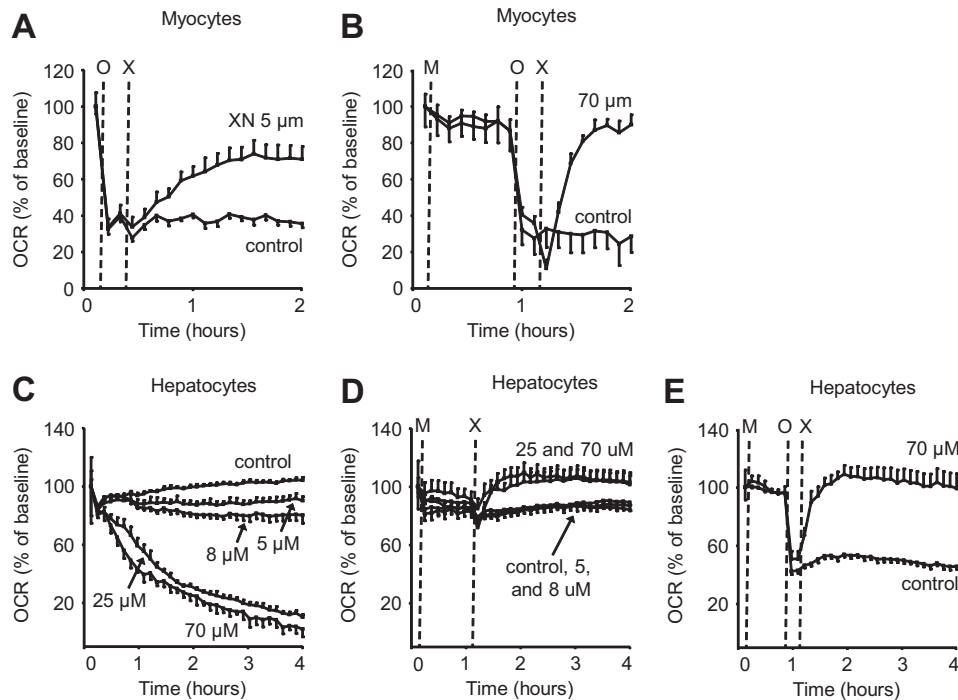 A
Myocytes
O X
OCR (% of baseline)
120
100
80
60
40
20
0
XN 5 µm
control
0 1 2
Time (hours)
B
Myocytes
M O X
OCR (% of baseline)
120
100
80
60
40
20
0
70 µm
control
0 1 2
Time (hours)
C
Hepatocytes
OCR (% of baseline)
140
100
60
20
control
8 µM
5 µM
25 µM
70 µM
0 1 2 3 4
Time (hours)
D
Hepatocytes
M X
OCR (% of baseline)
140
100
60
20
25 and 70 uM
control, 5,
and 8 uM
0 1 2 3 4
Time (hours)
E
Hepatocytes
M O X
OCR (% of baseline)
140
100
60
20
70 µM
control
0 1 2 3 4
Time (hours)